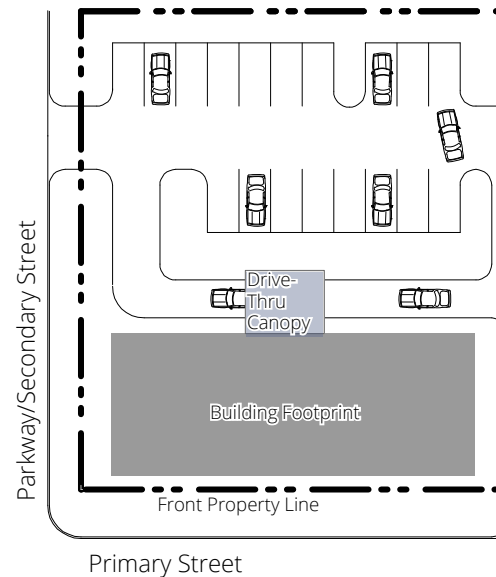 Parkway/Secondary Street
Drive-
Thru
Canopy
Building Footprint
Front Property Line
Primary Street